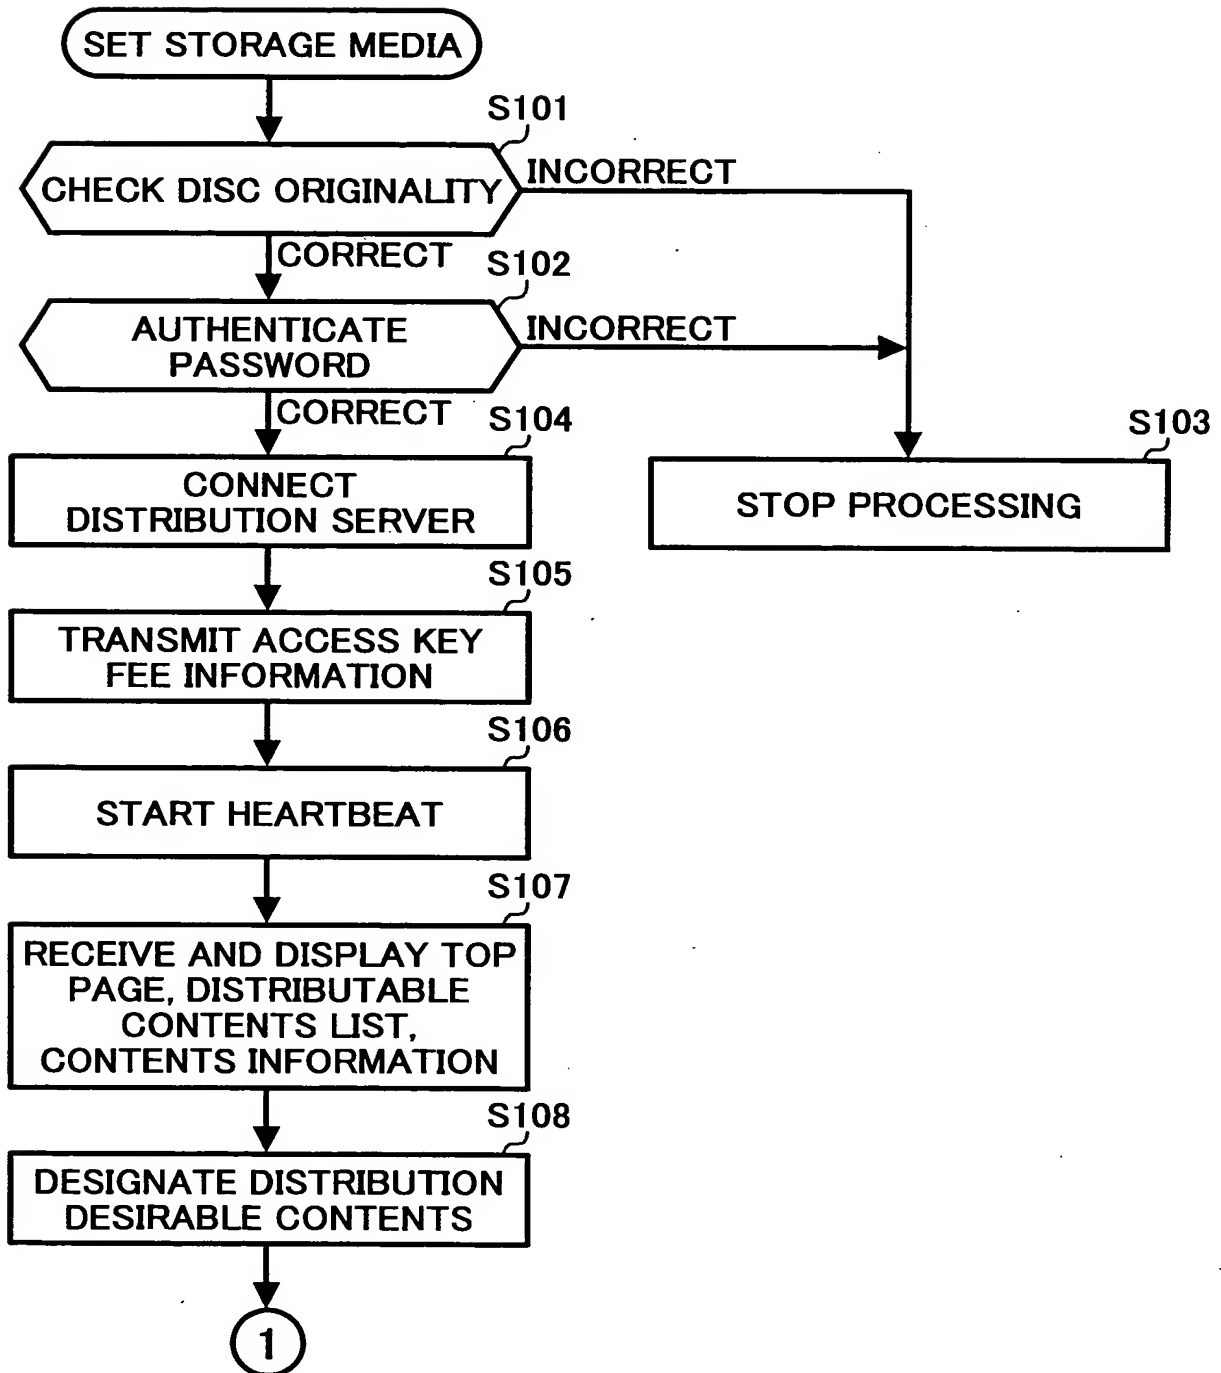 SET STORAGE MEDIA
S101
CHECK DISC ORIGINALITY
INCORRECT
CORRECT
S102
AUTHENTICATE
PASSWORD
INCORRECT
CORRECT
S104
CONNECT
DISTRIBUTION SERVER
S103
STOP PROCESSING
S105
TRANSMIT ACCESS KEY
FEE INFORMATION
S106
START HEARTBEAT
S107
RECEIVE AND DISPLAY TOP
PAGE, DISTRIBUTABLE
CONTENTS LIST,
CONTENTS INFORMATION
S108
DESIGNATE DISTRIBUTION
DESIRABLE CONTENTS
1